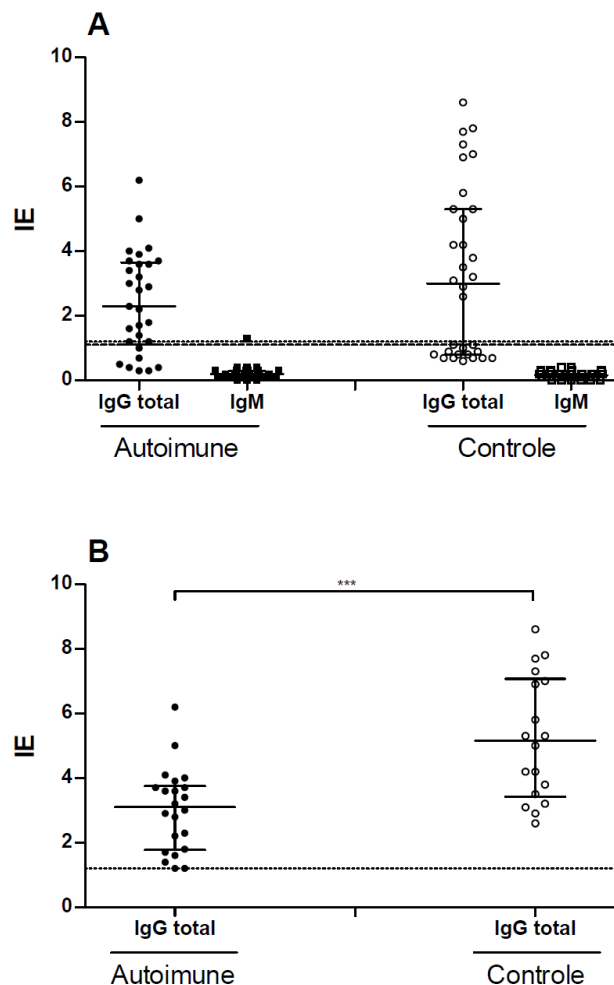 A
10
8
6
4
2
0
IE
IgG total IgM IgG total IgM
Autoimune Controle
B
***
10
8
6
4
2
0
IE
IgG total IgG total
Autoimune Controle